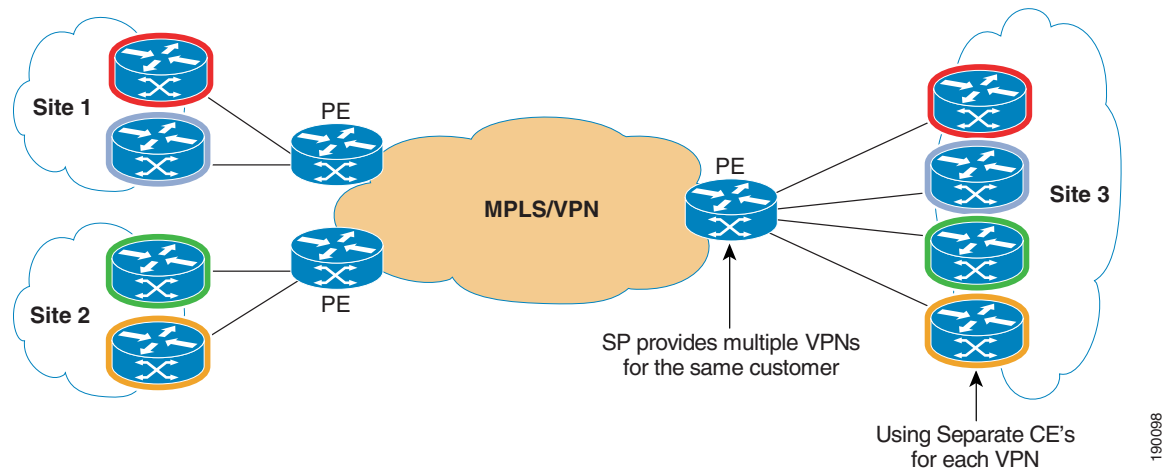 Site 1
PE
MPLS/VPN
PE
Site 3
Site 2
PE
SP provides multiple VPNs
for the same customer
Using Separate CE's
for each VPN
190098